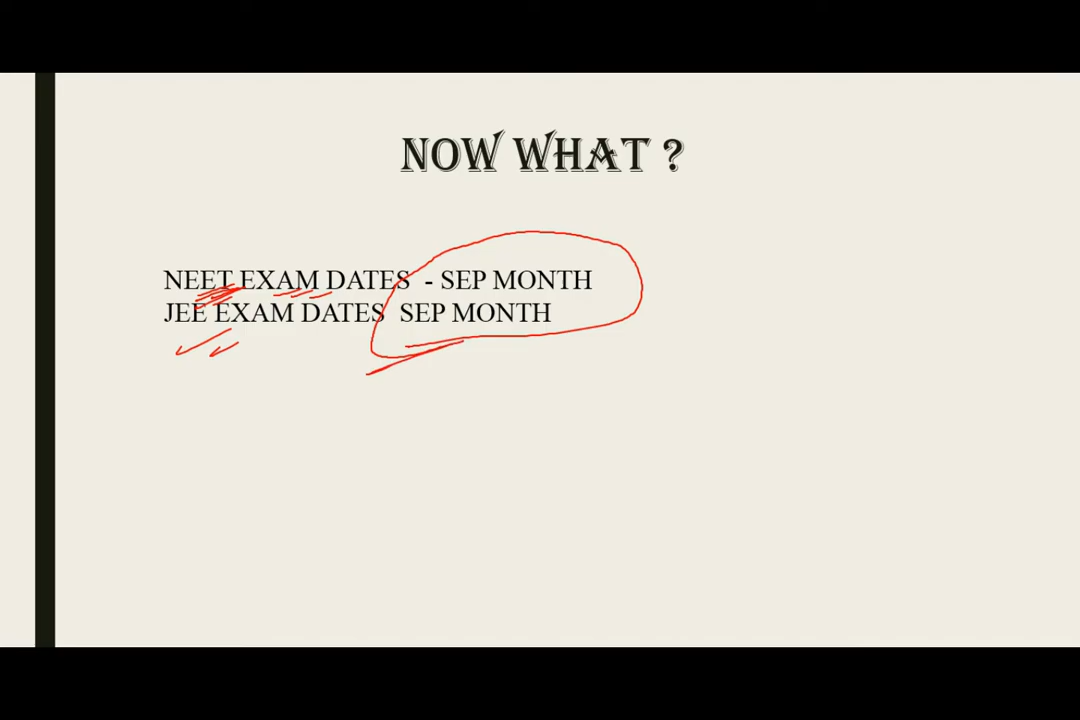 NOW WHAT ?
NEET EXAM DATES - SEP MONTH
JEE EXAM DATES SEP MONTH